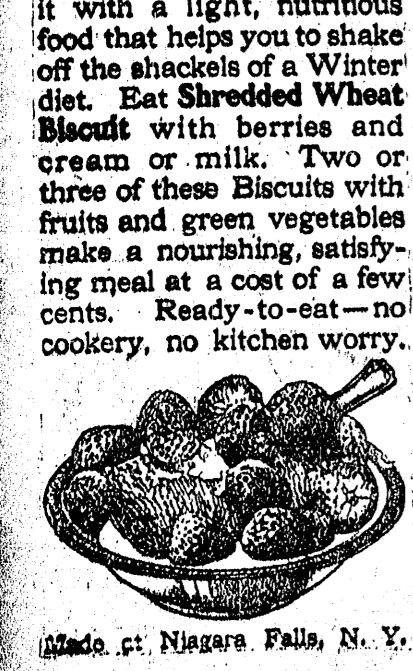 it with a light, nutritious
food that helps you to shake
off the shackels of a Winter
diet. Eat Shredded Wheat
Biscuit with berries and
cream or milk. Two or
three of these Biscuits with
fruits and green vegetables
make a nourishing, satisfy-
ing meal at a cost of a few
cents. Ready-to-eat—no
cookery, no kitchen worry.
Made at Niagara Falls, N. Y.